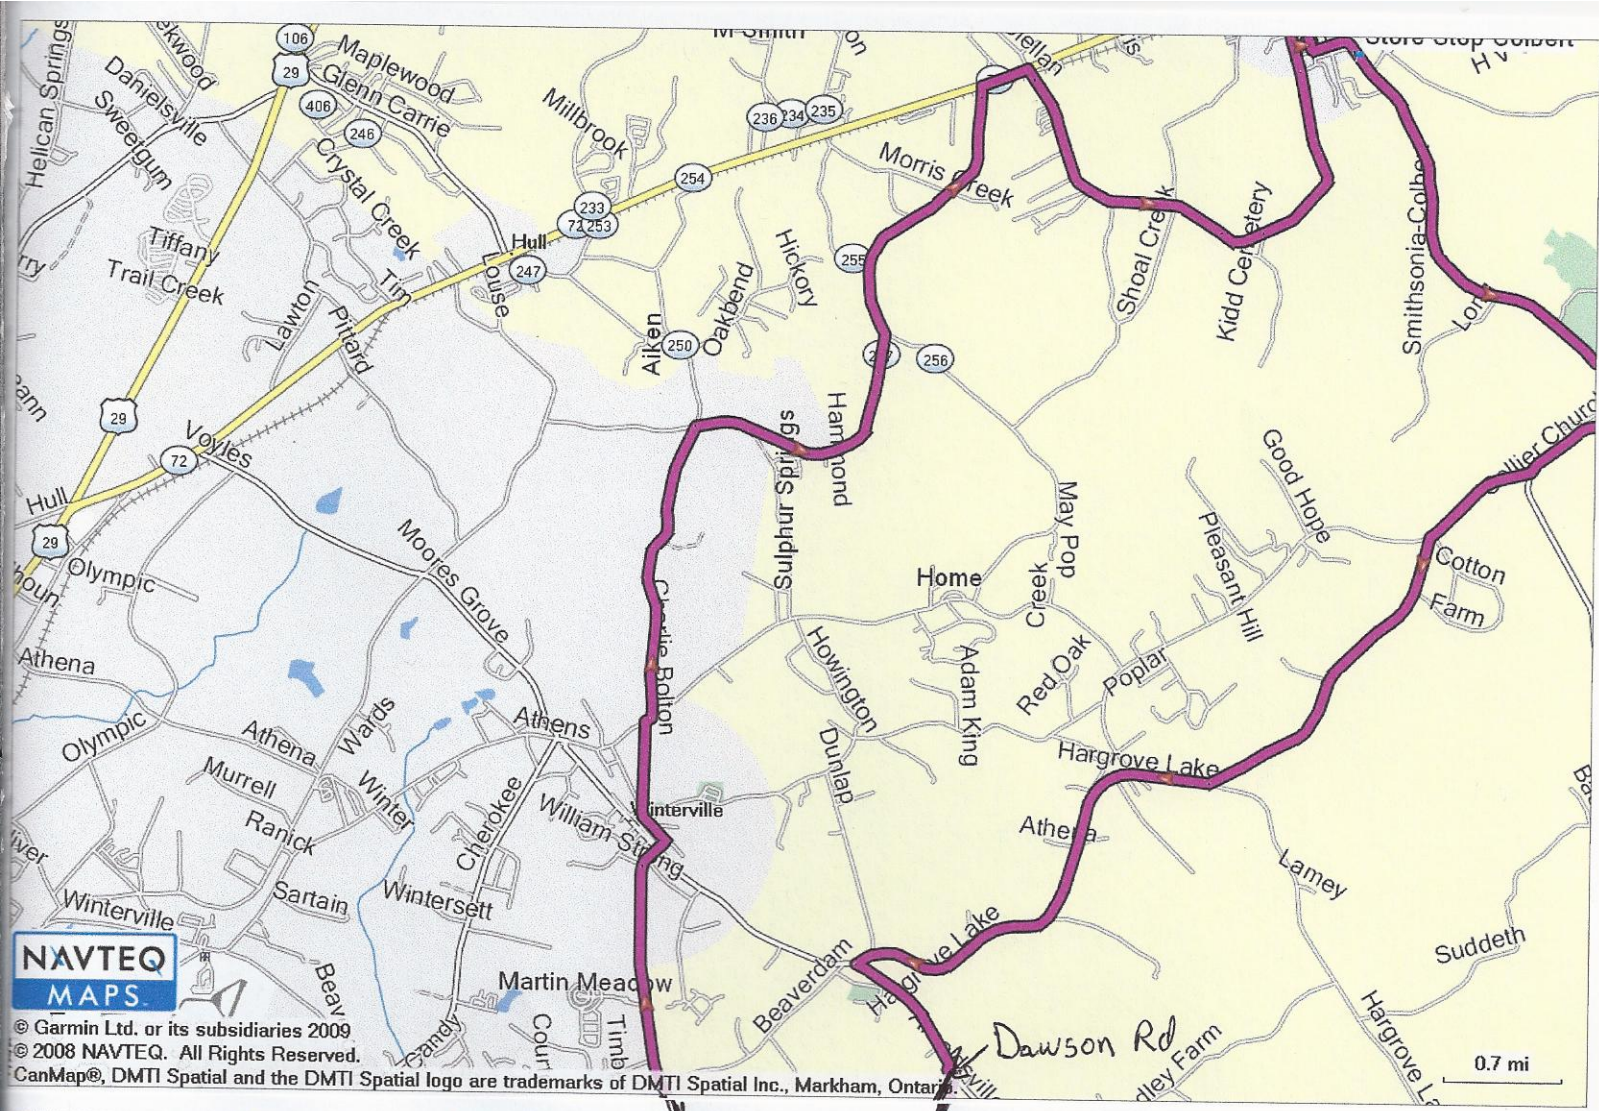 106
29
Maplewood
Glenn Carrie
Danielsville
Sweetgum
Helican Springs
406
246
Crystal Creek
Millbrook
236
235
254
233
253
Hull
247
Louse
Tim
Tiffany
Trail Creek
Lawton
Pittard
Morris Creek
Hickory
255
Oakbend
Aiken
250
256
Shoal Creek
Kidd Cemetery
Store Stop Colbert
29
72
Voyles
Hull
29
Olympic
Moores Grove
Sulphur Springs
Hammond
May Pop
Creek
Home
Good Hope
Pleasant Hill
Collier Church
Cotton
Farm
Charlie Bolton
Howington
Adam King
Red Oak
Poplar
Athena
Olympic
Athena
Wards
Athens
Dunlap
Hargrove Lake
Murrell
Winter
Ranick
Cherokee
William Strong
Winterville
Athena
Lamey
Sartain
Wintersett
Winterville
Hargrove Lake
Suddeth
Martin Meadow
Beaverdam
Hargrove
Dawson Rd
NAVTEQ
MAPS
© Garmin Ltd. or its subsidiaries 2009
© 2008 NAVTEQ. All Rights Reserved.
CanMap®, DMTI Spatial and the DMTI Spatial logo are trademarks of DMTI Spatial Inc., Markham, Ontario.
0.7 mi